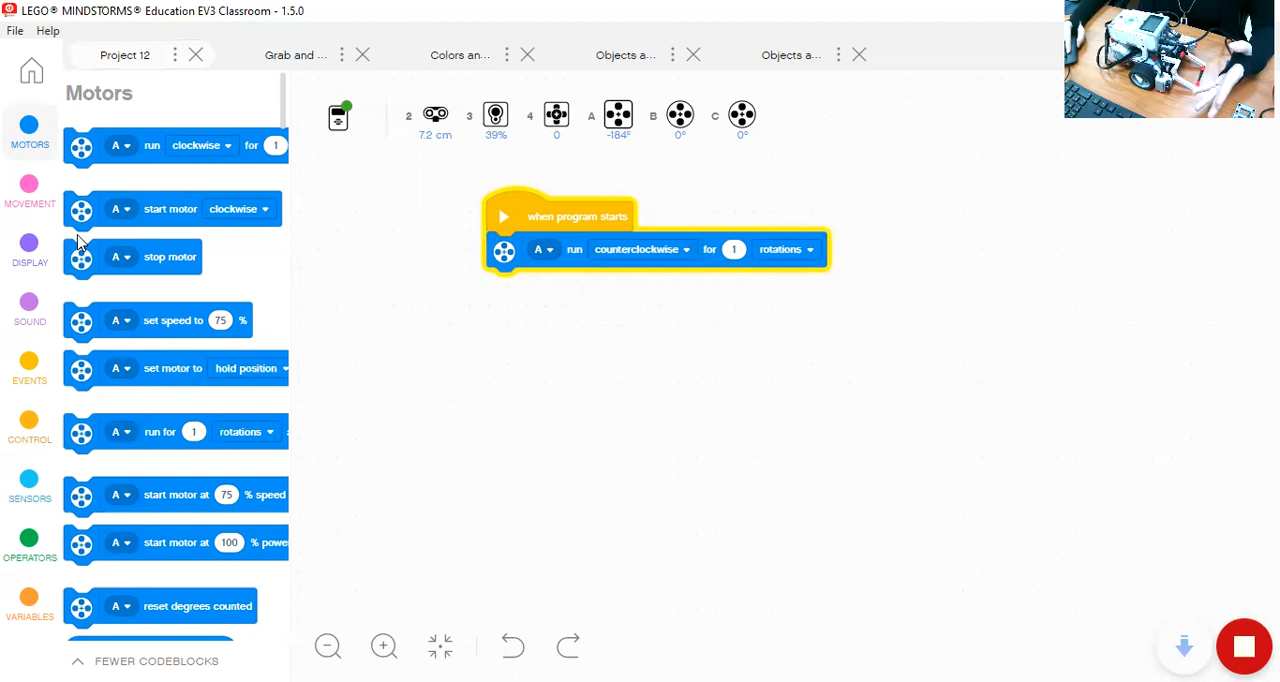 LEGO® MINDSTORMS® Education EV3 Classroom - 1.5.0
File Help
Project 12
Grab and ...
Colors an...
Objects a...
Objects a...
MOTORS
MOVEMENT
DISPLAY
SOUND
EVENTS
CONTROL
SENSORS
OPERATORS
VARIABLES
Motors
A run clockwise for 1
A start motor clockwise
A stop motor
A set speed to 75 %
A set motor to hold position
A run for 1 rotations
A start motor at 75 % speed
A start motor at 100 %
A reset degrees counted
FEWER CODEBLOCKS
2 3 4 A B C
7.2 cm 39% 0 -184° 0° 0°
when program starts
A run counterclockwise for 1 rotations